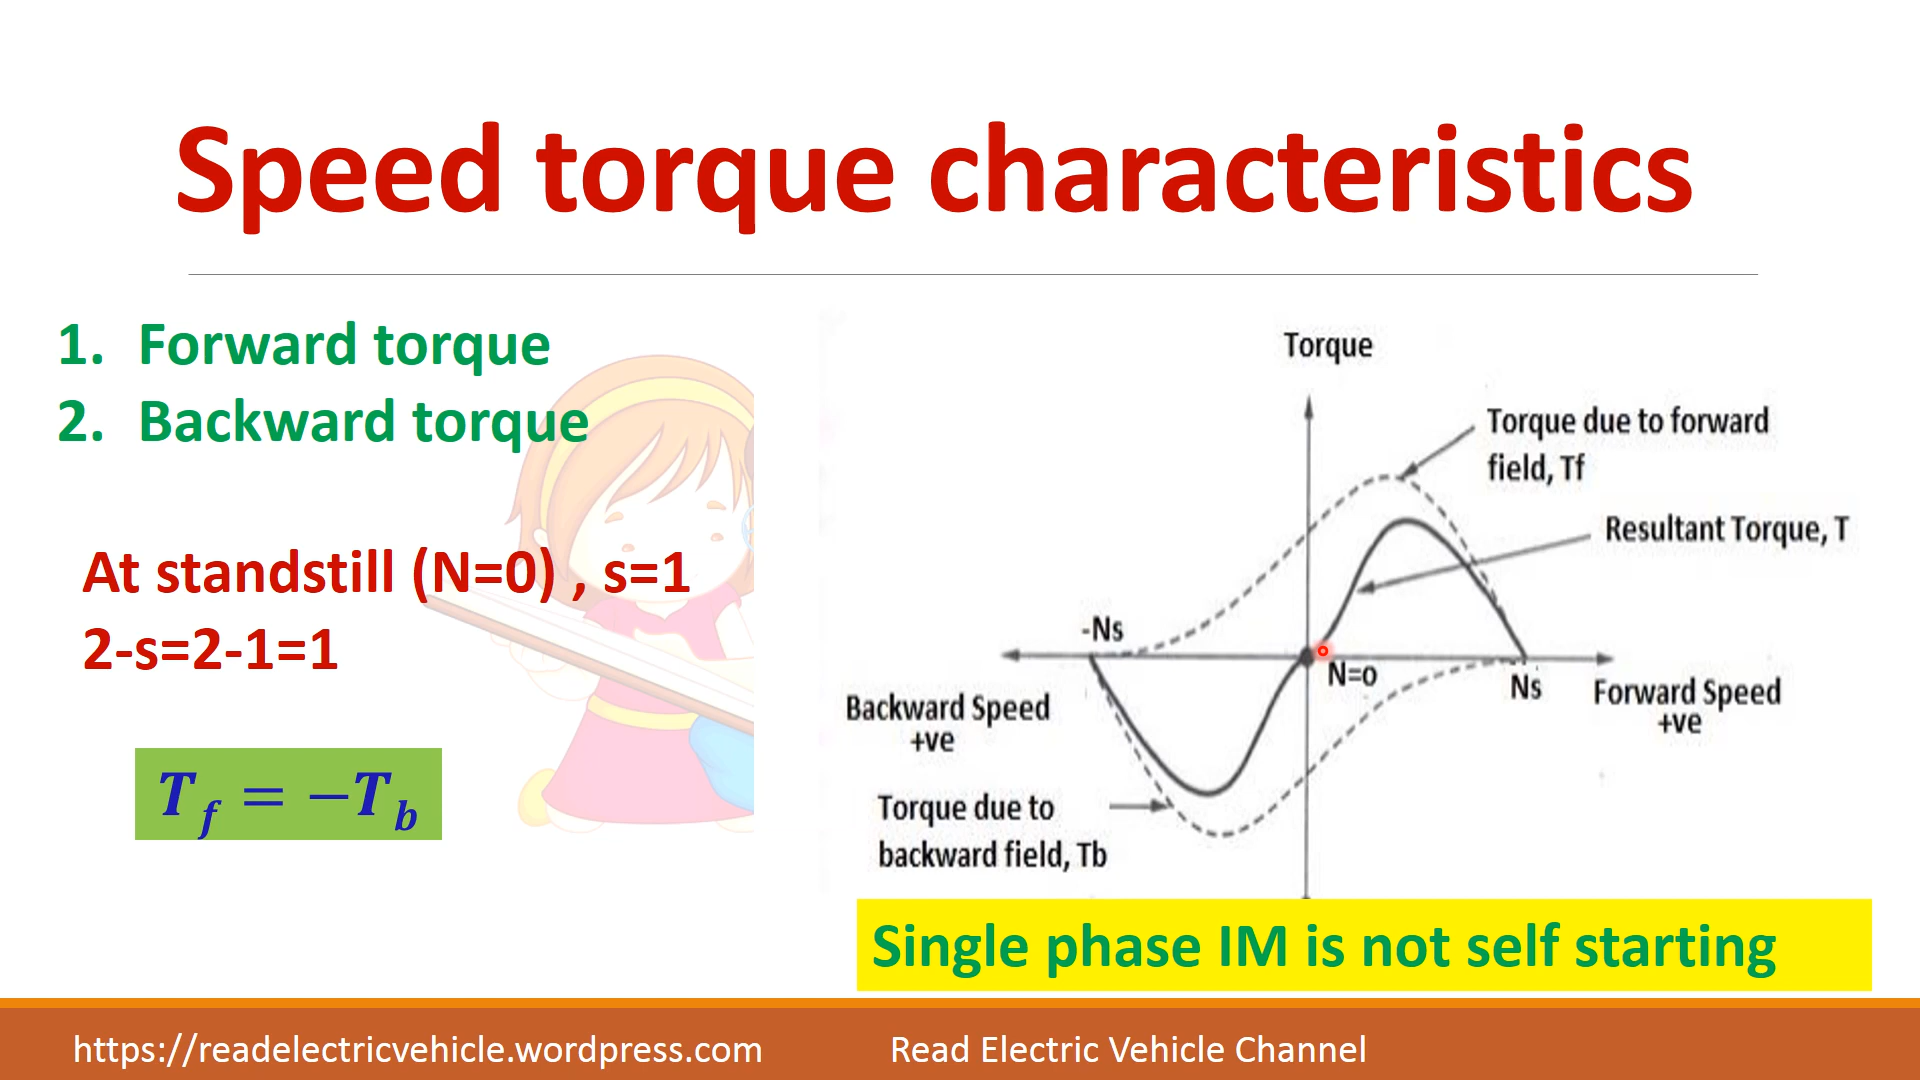 Speed torque characteristics
1. Forward torque
2. Backward torque
At standstill (N=0) , s=1
2-s=2-1=1
T_f = −T_b
Torque
Torque due to forward
field, Tf
Resultant Torque, T
-Ns
N=o
Ns
Backward Speed
+ve
Forward Speed
+ve
Torque due to
backward field, Tb
Single phase IM is not self starting
https://readelectricvehicle.wordpress.com
Read Electric Vehicle Channel